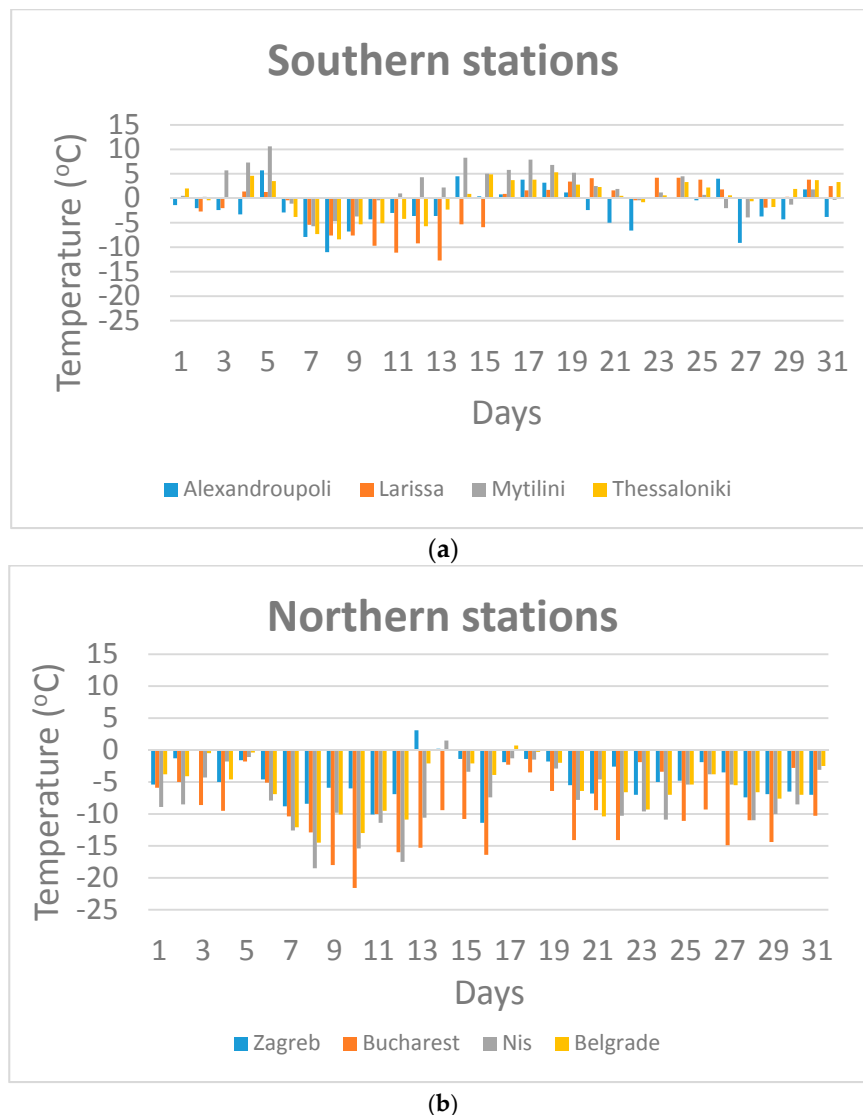 Southern stations
Temperature (°C)
15
10
5
0
-5
-10
-15
-20
-25
1 3 5 7 9 11 13 15 17 19 21 23 25 27 29 31
Days
Alexandroupoli Larissa Mytilini Thessaloniki
(a)
Northern stations
Temperature (°C)
15
10
5
0
-5
-10
-15
-20
-25
1 3 5 7 9 11 13 15 17 19 21 23 25 27 29 31
Days
Zagreb Bucharest Nis Belgrade
(b)